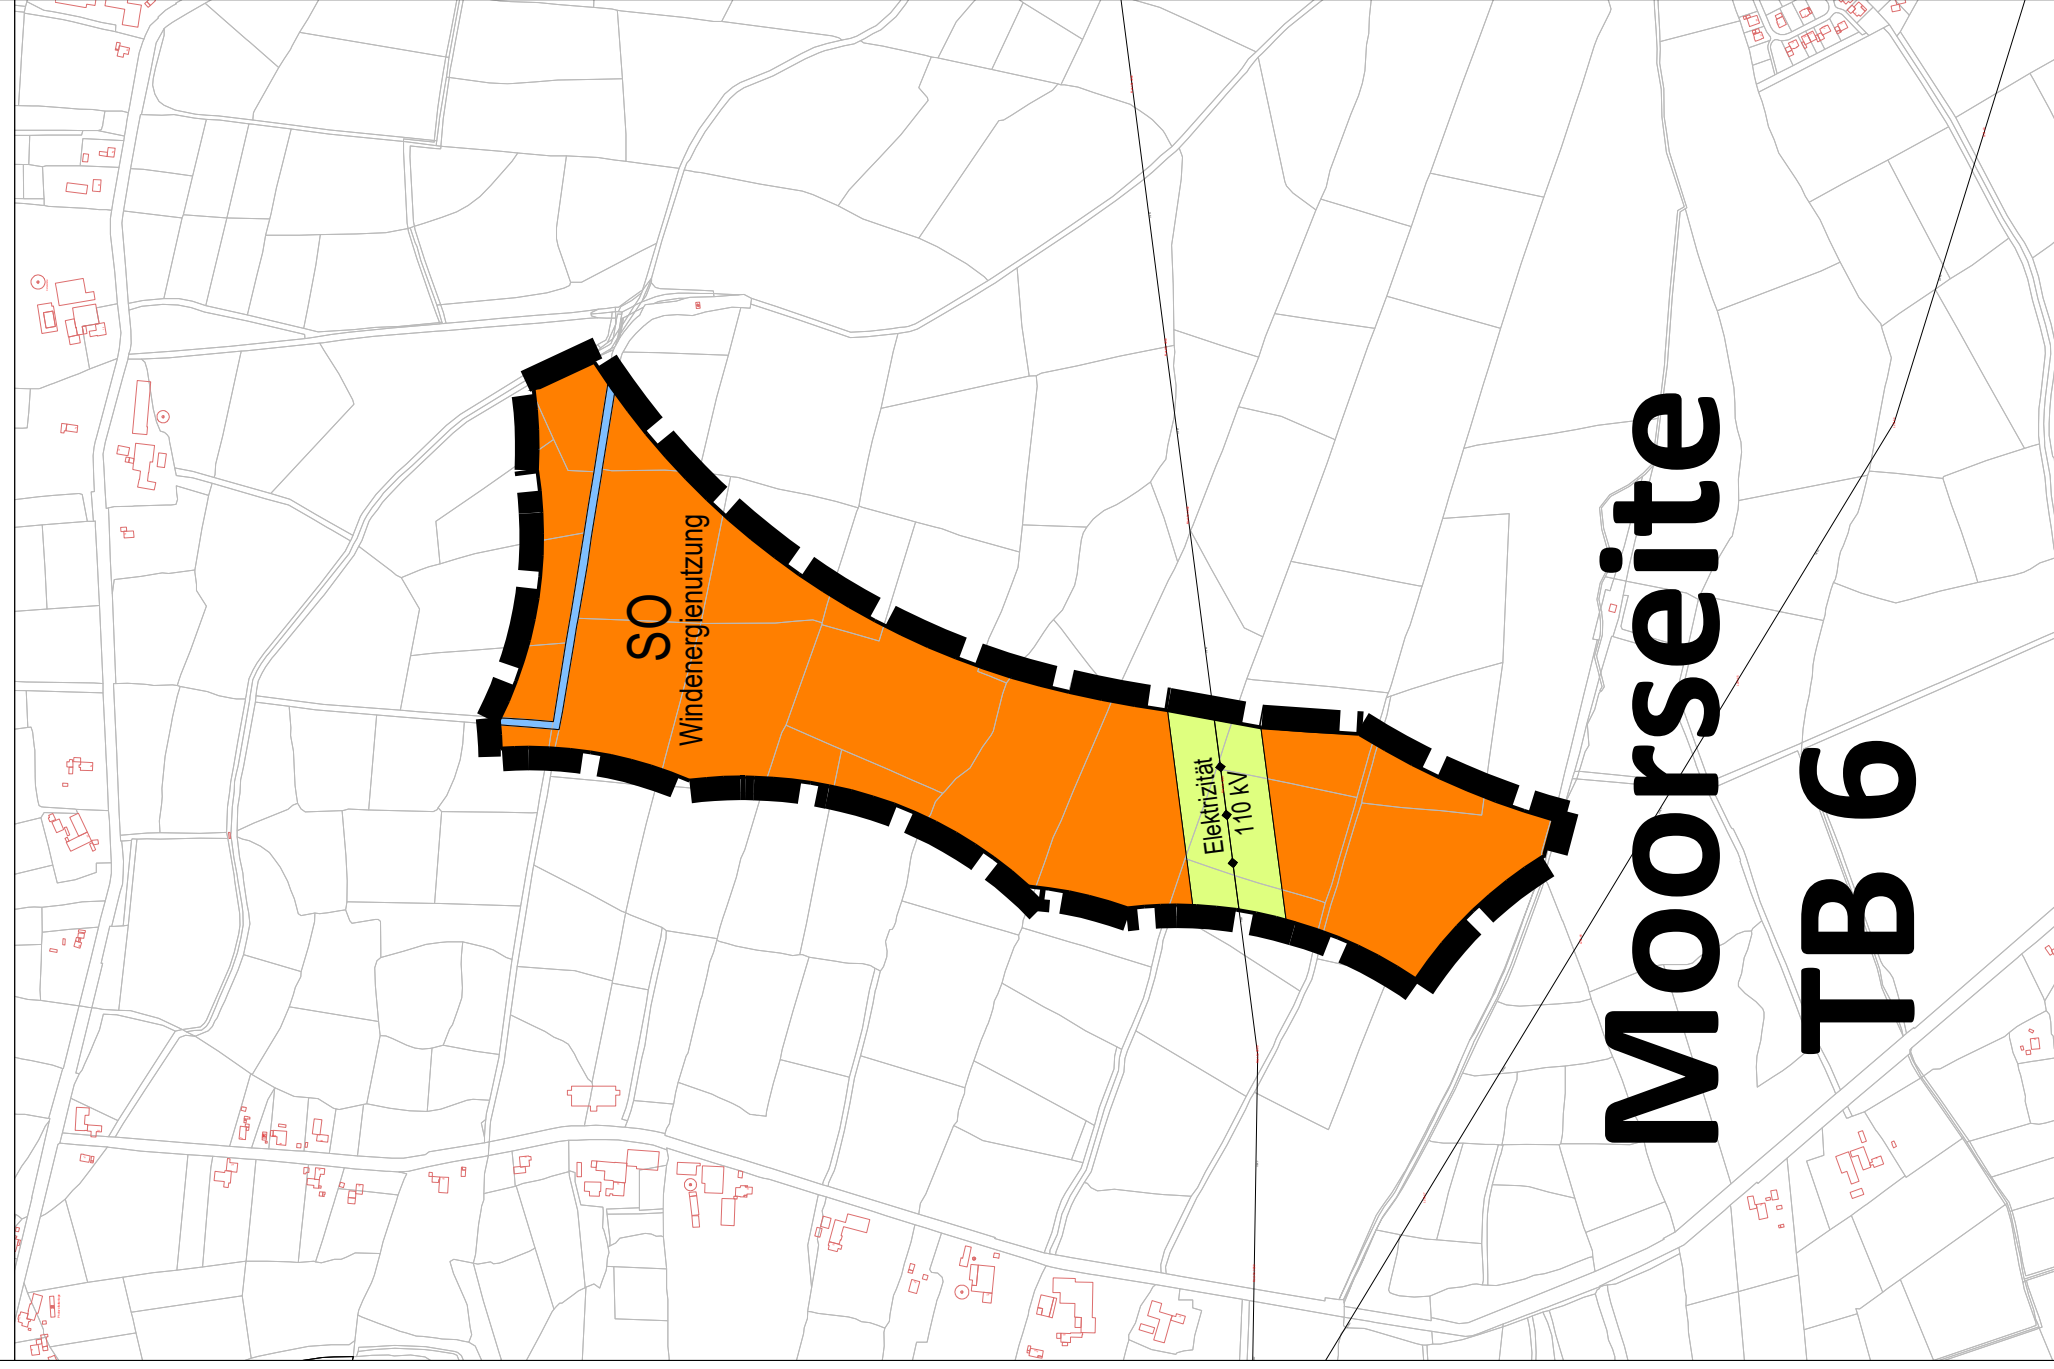 SO
Windenergienutzung
Elektrizität
110 kV
Moorseite
TB 6